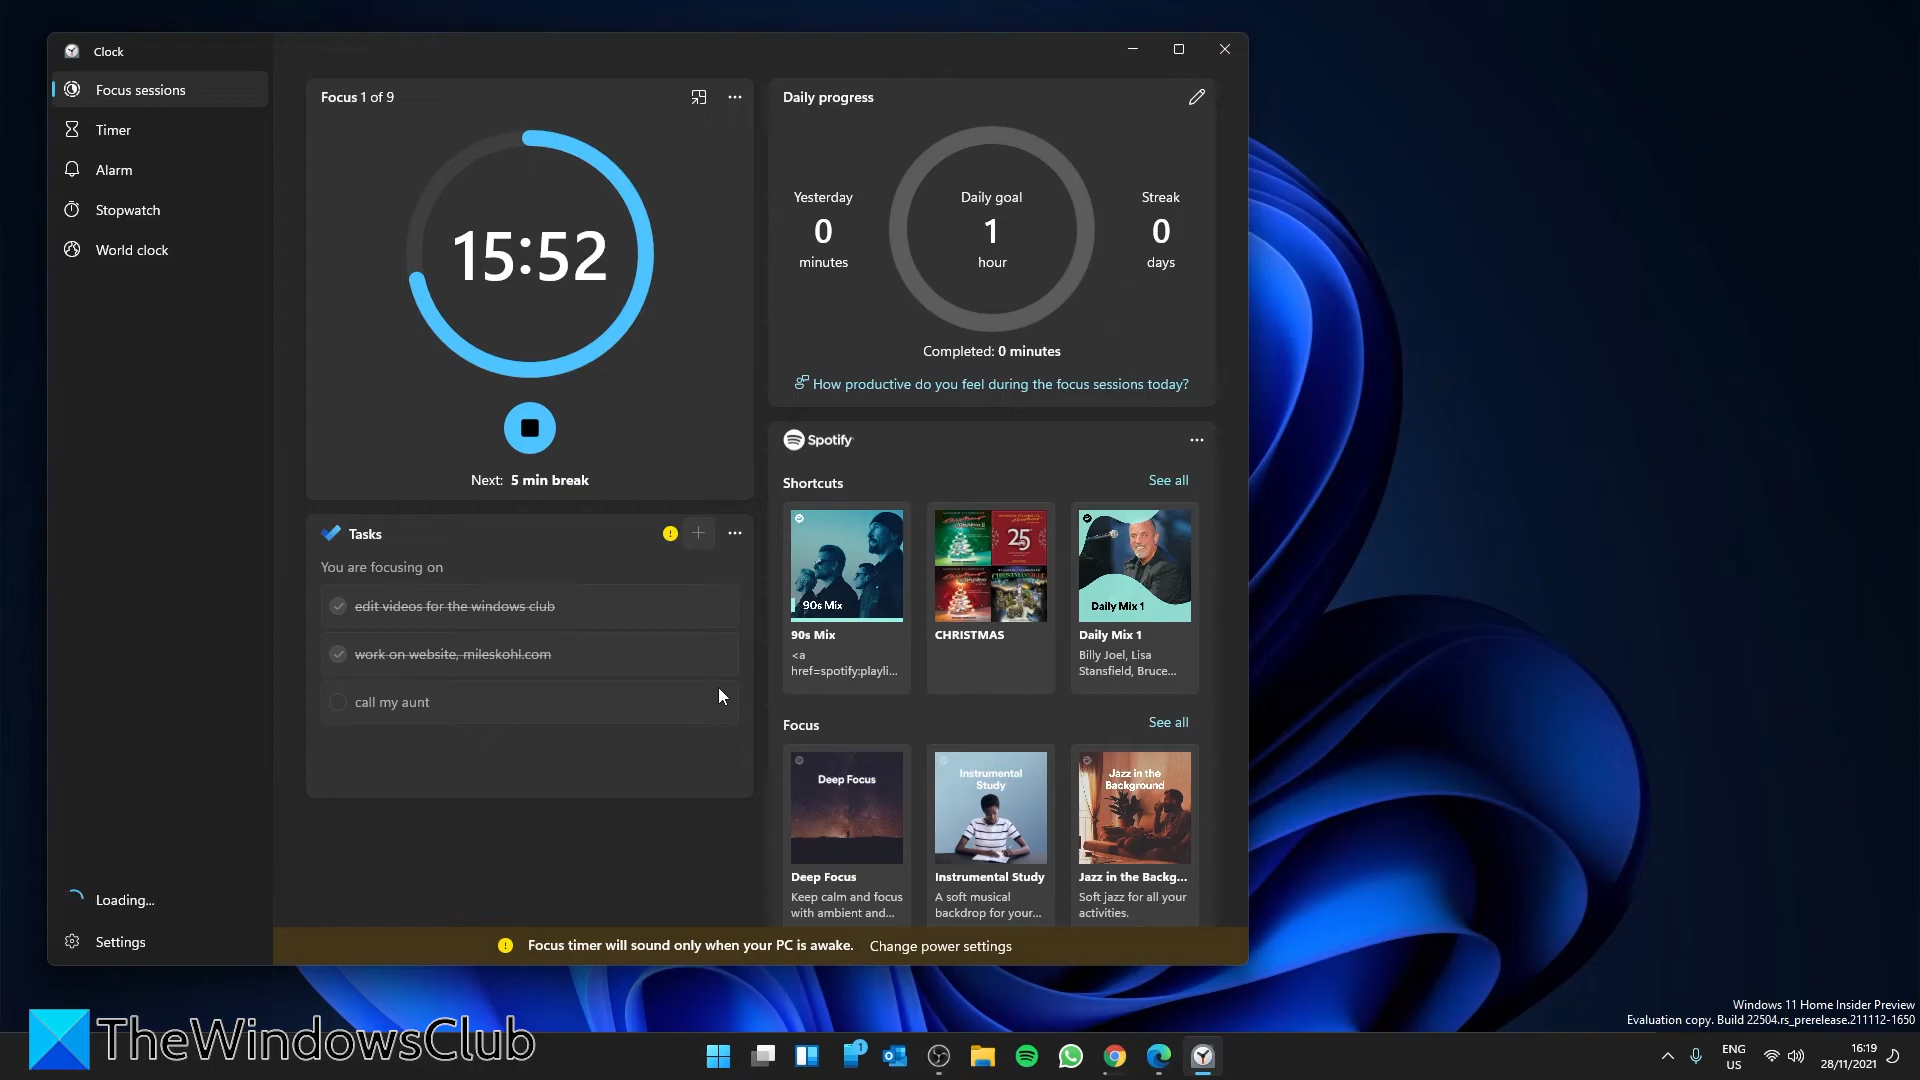 Clock
Focus sessions
Timer
Alarm
Stopwatch
World clock
Loading...
Settings
Focus 1 of 9
15:52
Next: 5 min break
Tasks
You are focusing on
edit videos for the windows club
work on website, mileskohl.com
call my aunt
Daily progress
Yesterday
0
minutes
Daily goal
1
hour
Streak
0
days
Completed: 0 minutes
How productive do you feel during the focus sessions today?
Spotify
Shortcuts
See all
90s Mix
25
CHRISTMASVILLE
Daily Mix 1
90s Mix
<a
href=spotify:playli...
CHRISTMAS
Daily Mix 1
Billy Joel, Lisa
Stansfield, Bruce...
Focus
See all
Deep Focus
Instrumental
Study
Jazz in the
Background
Deep Focus
Keep calm and focus
with ambient and...
Instrumental Study
A soft musical
backdrop for your...
Jazz in the Backg...
Soft jazz for all your
activities.
Focus timer will sound only when your PC is awake. Change power settings
Windows 11 Home Insider Preview
Evaluation copy. Build 22504.rs_prerelease.211112-1650
TheWindowsClub
1
ENG
US
16:19
28/11/2021